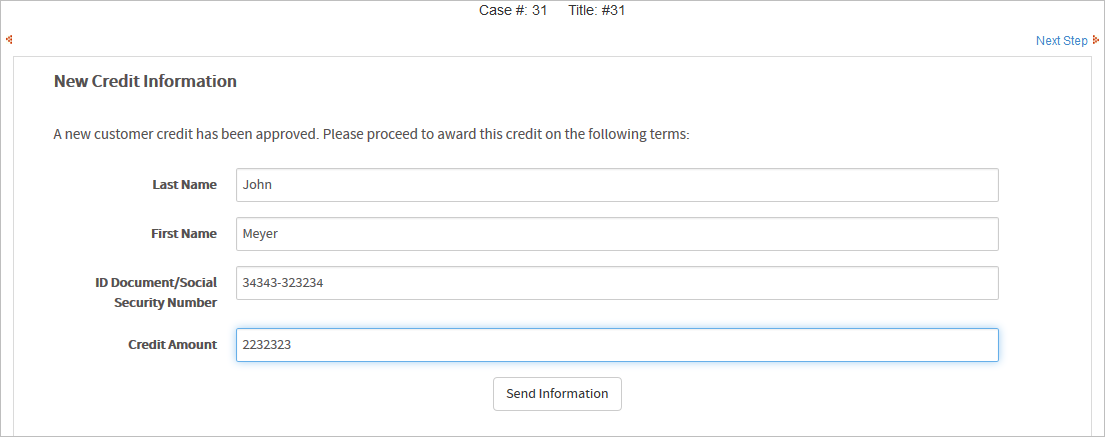 Case #: 31 Title: #31
Next Step
New Credit Information
A new customer credit has been approved. Please proceed to award this credit on the following terms:
Last Name John
First Name Meyer
ID Document/Social
Security Number 34343-323234
Credit Amount 2232323
Send Information